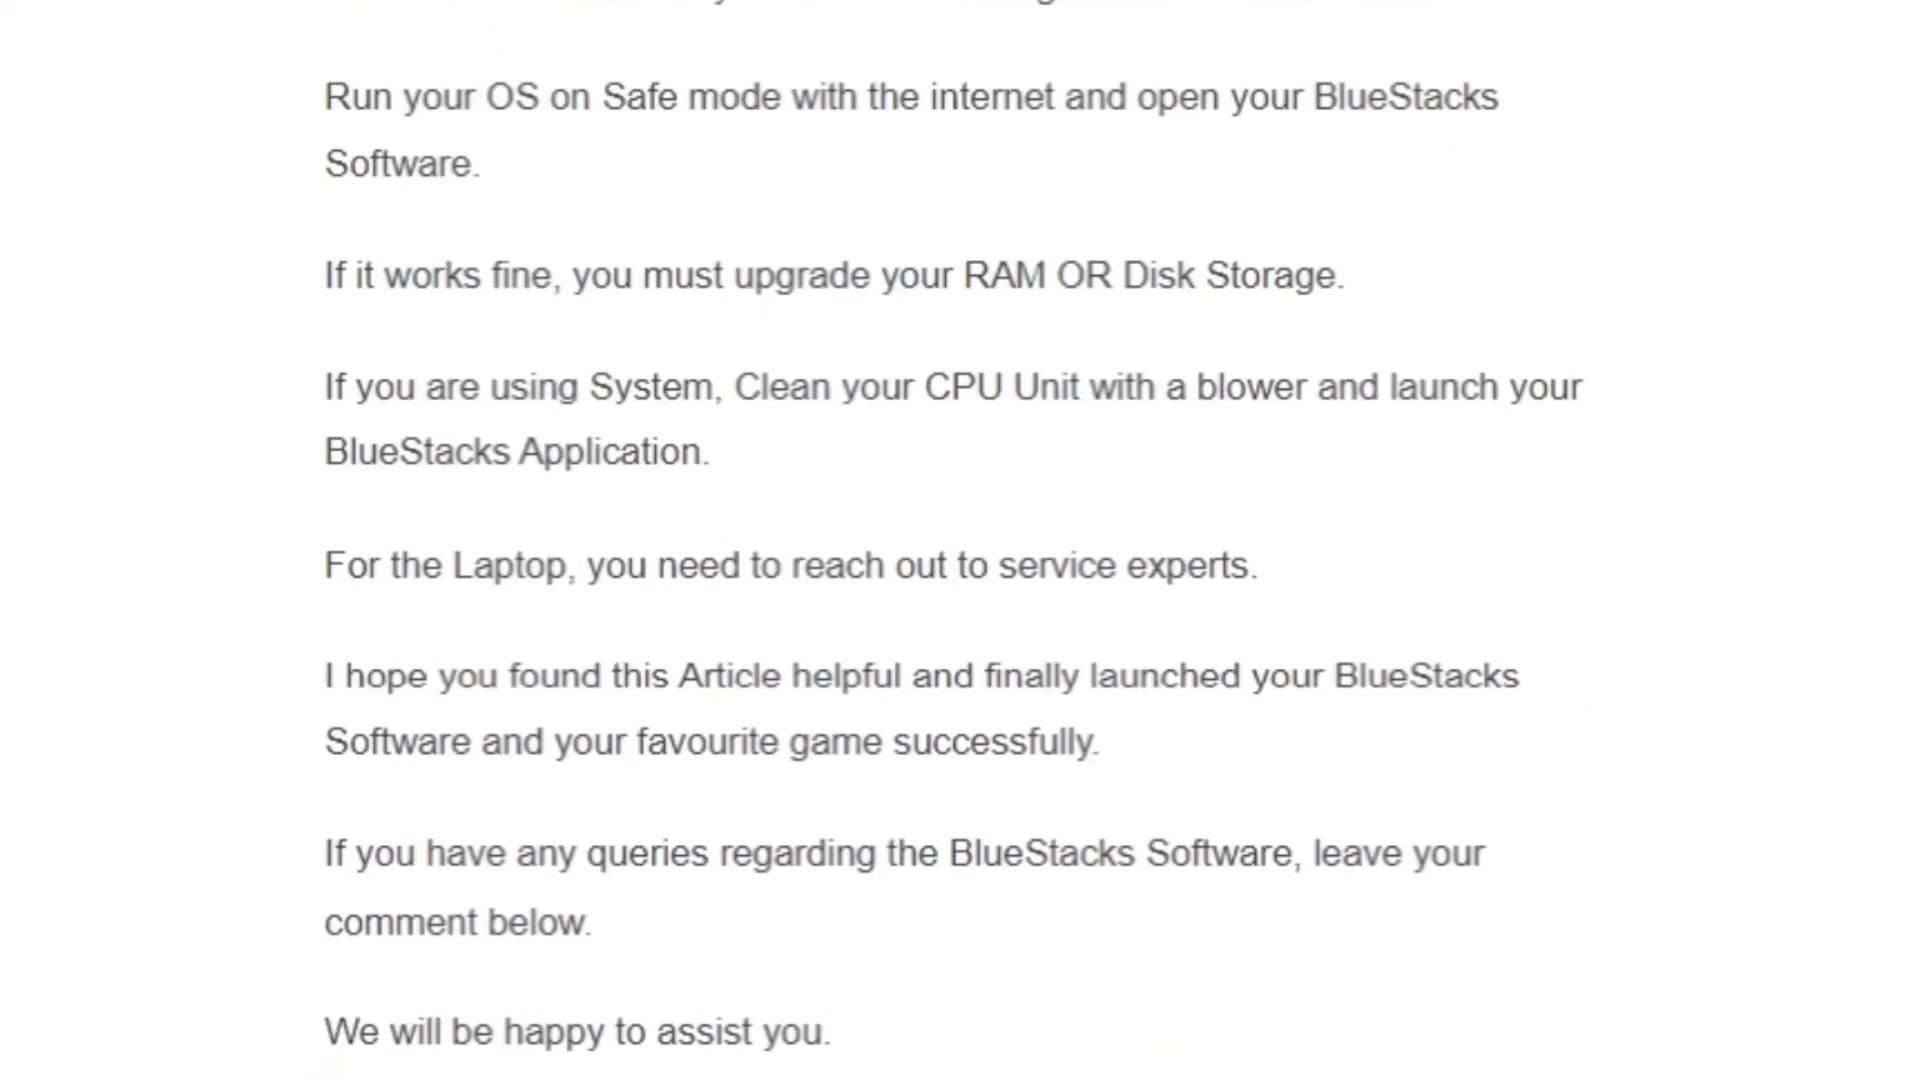 Run your OS on Safe mode with the internet and open your BlueStacks
Software.
If it works fine, you must upgrade your RAM OR Disk Storage.
If you are using System, Clean your CPU Unit with a blower and launch your
BlueStacks Application.
For the Laptop, you need to reach out to service experts.
I hope you found this Article helpful and finally launched your BlueStacks
Software and your favourite game successfully.
If you have any queries regarding the BlueStacks Software, leave your
comment below.
We will be happy to assist you.